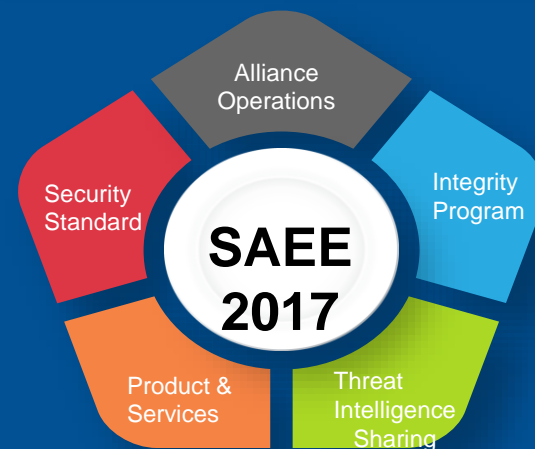 Alliance
Operations
Security
Standard
Integrity
Program
SAEE
2017
Product &
Services
Threat
Intelligence
Sharing